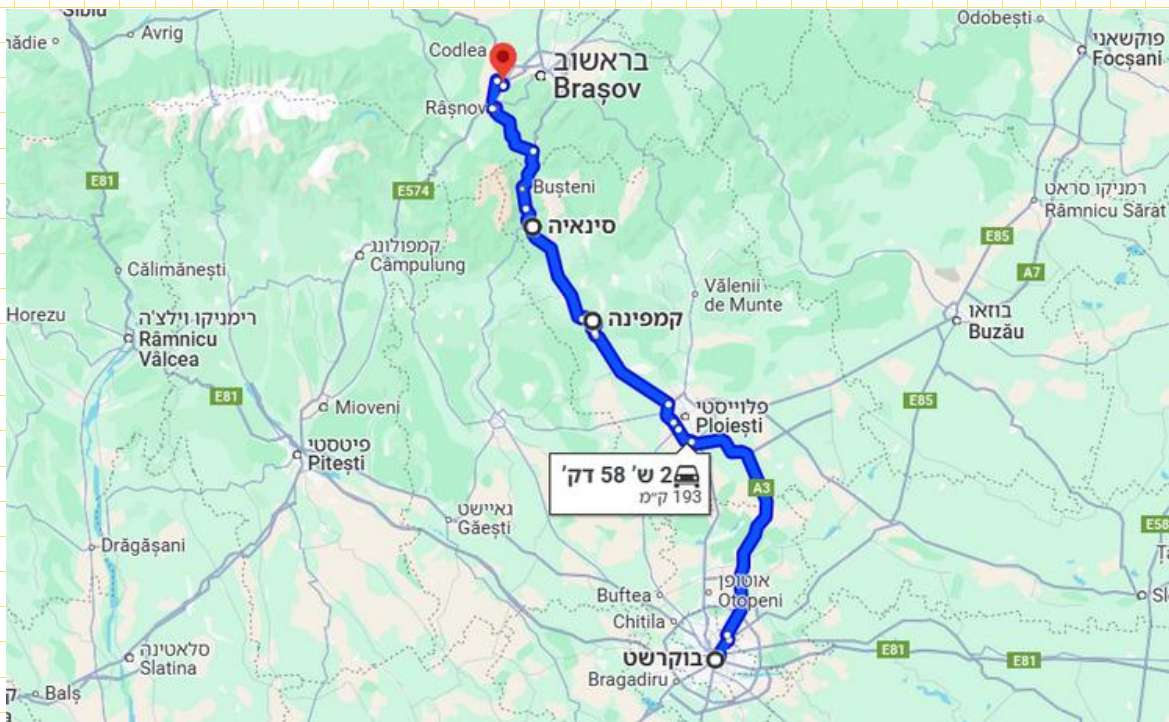 Sibiu
Avrig
Odobești
פוקשאני
Focșani
Codlea
בראשוב
Brașov
Râșnov
E81
E574
Bușteni
רמניקו סראט
Râmnicu Sărat
סינאיה
E85
קמפולונג
Câmpulung
Călimănești
A7
Vălenii
de Munte
Horezu
רימניקו וילצ'ה
Râmnicu
Vâlcea
קמפינה
בוזאו
Buzău
E81
Mioveni
E85
פלוייסטי
Ploiești
פיטסטי
Pitești
2 ש' 58 דק'
193 ק"מ
A3
גאיישט
Găești
Drăgășani
אוטופן
Otopeni
Buftea
Chitila
סלאטינה
Slatina
בוקרשט
Bragadiru
E81
E81
Balș